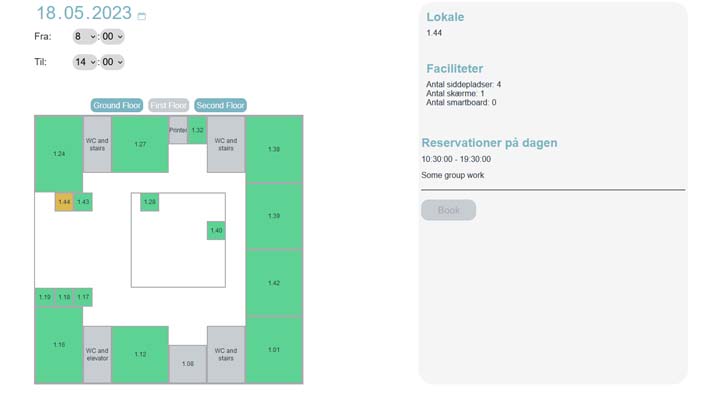 18.05.2023
Fra: 8 : 00
Til: 14 : 00
Ground Floor First Floor Second Floor
1.24
WC and
stairs
1.27
Printer
1.32
WC and
stairs
1.38
1.44 1.43
1.28
1.40
1.39
1.42
1.19 1.18 1.17
1.16
WC and
elevator
1.12
1.08
WC and
stairs
1.01
Lokale
1.44
Faciliteter
Antal siddepladser: 4
Antal skærme: 1
Antal smartboard: 0
Reservationer på dagen
10:30:00 - 19:30:00
Some group work
Book